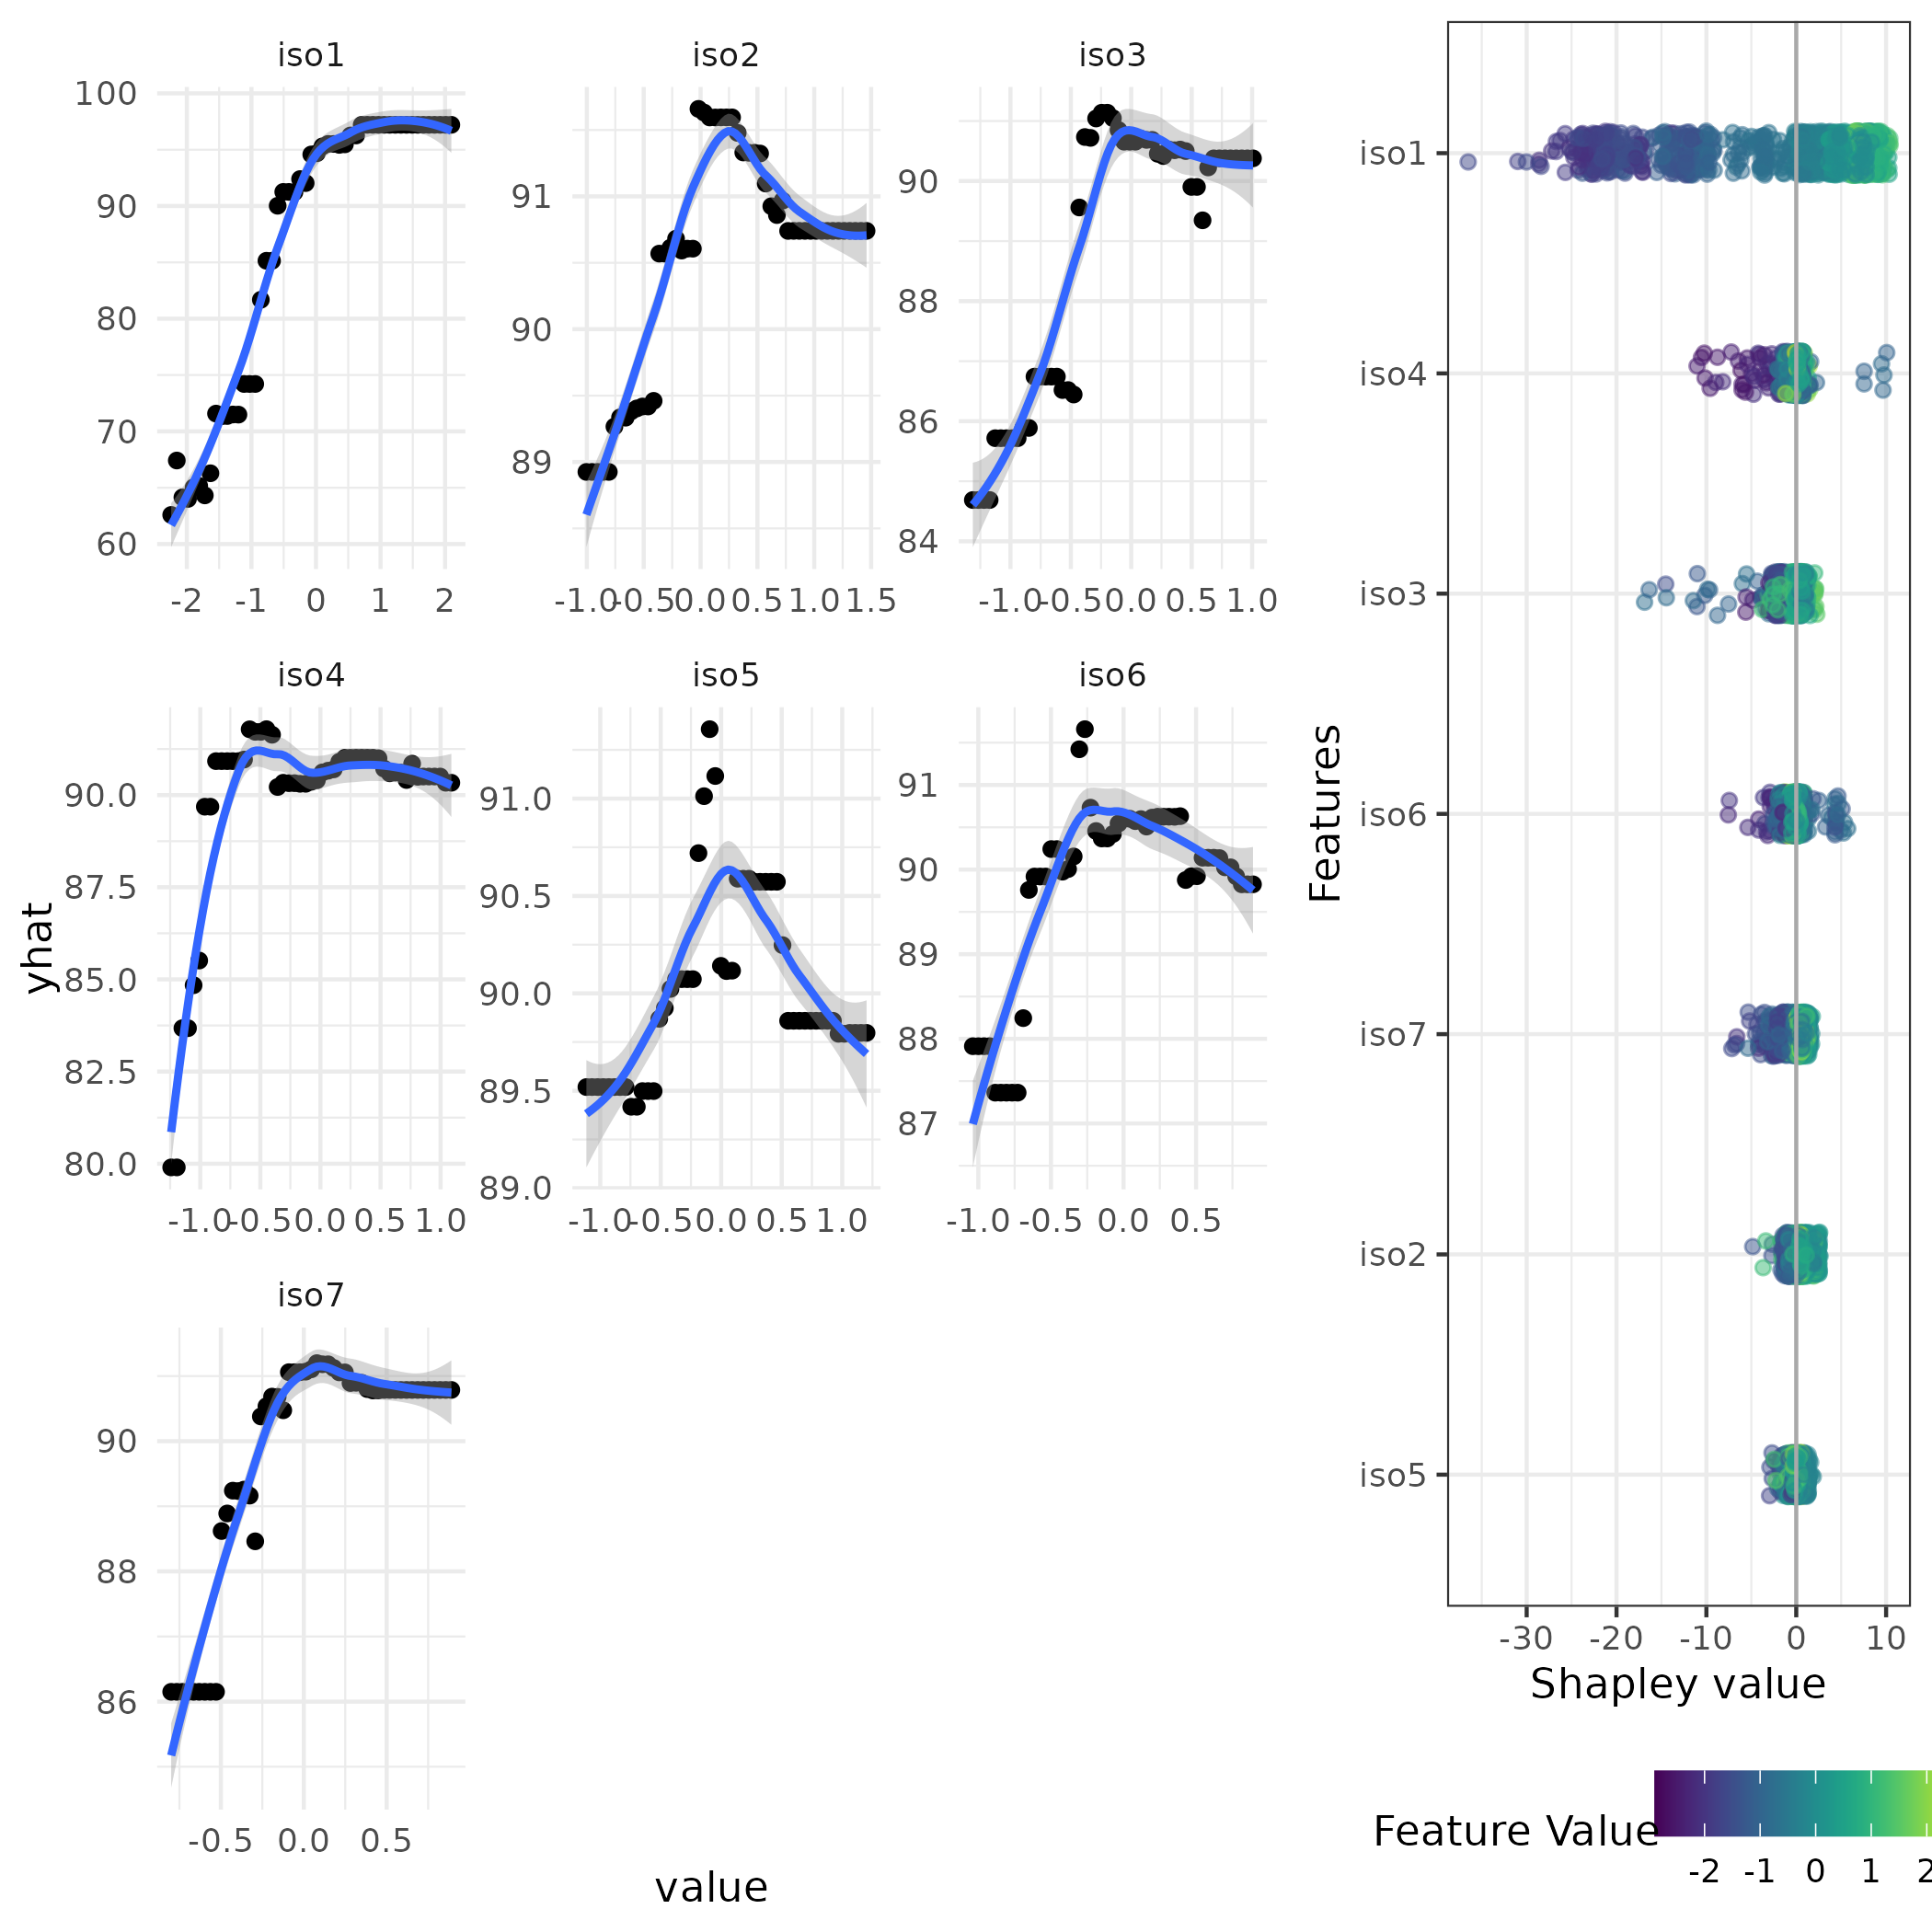 iso1 iso2 iso3
100
90
80
70
60
91
90
89
90
88
86
84
-2 -1 0 1 2
-1.0 -0.5 0.0 0.5 1.0 1.5
-1.0 -0.5 0.0 0.5 1.0
iso4 iso5 iso6
90.0
87.5
85.0
82.5
80.0
91.0
90.5
90.0
89.5
89.0
91
90
89
88
87
-1.0 -0.5 0.0 0.5 1.0
-1.0 -0.5 0.0 0.5 1.0
-1.0 -0.5 0.0 0.5
iso7
90
88
86
-0.5 0.0 0.5
yhat
value
Features
iso1
iso4
iso3
iso6
iso7
iso2
iso5
-30 -20 -10 0 10
Shapley value
Feature Value
-2 -1 0 1 2